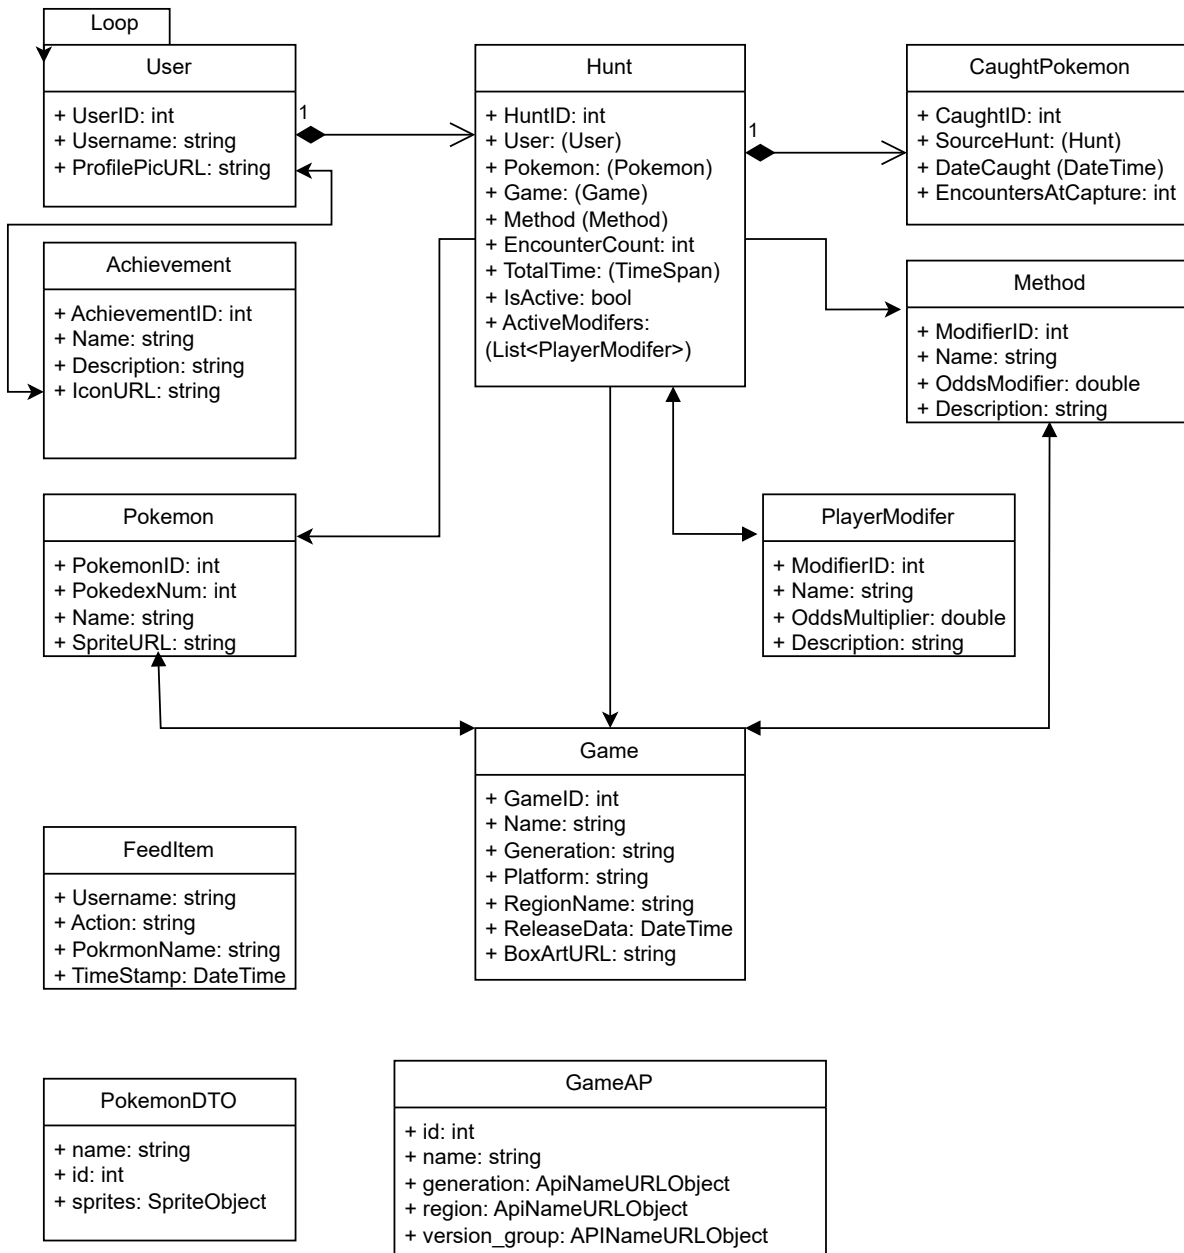 Loop
User
+ UserID: int
+ Username: string
+ ProfilePicURL: string
1
Hunt
+ HuntID: int
+ User: (User)
+ Pokemon: (Pokemon)
+ Game: (Game)
+ Method (Method)
+ EncounterCount: int
+ TotalTime: (TimeSpan)
+ IsActive: bool
+ ActiveModifers:
(List<PlayerModifer>)
1
CaughtPokemon
+ CaughtID: int
+ SourceHunt: (Hunt)
+ DateCaught (DateTime)
+ EncountersAtCapture: int
Achievement
+ AchievementID: int
+ Name: string
+ Description: string
+ IconURL: string
Method
+ ModifierID: int
+ Name: string
+ OddsModifier: double
+ Description: string
Pokemon
+ PokemonID: int
+ PokedexNum: int
+ Name: string
+ SpriteURL: string
PlayerModifer
+ ModifierID: int
+ Name: string
+ OddsMultiplier: double
+ Description: string
Game
+ GameID: int
+ Name: string
+ Generation: string
+ Platform: string
+ RegionName: string
+ ReleaseData: DateTime
+ BoxArtURL: string
FeedItem
+ Username: string
+ Action: string
+ PokrmonName: string
+ TimeStamp: DateTime
PokemonDTO
+ name: string
+ id: int
+ sprites: SpriteObject
GameAP
+ id: int
+ name: string
+ generation: ApiNameURLObject
+ region: ApiNameURLObject
+ version_group: APINameURLObject